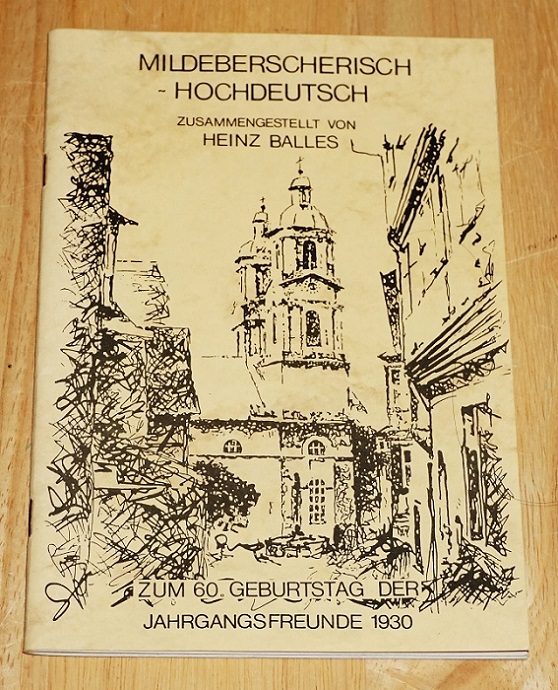 MILDEBERSCHERISCH
- HOCHDEUTSCH
ZUSAMMENGESTELLT VON
HEINZ BALLES
ZUM 60. GEBURTSTAG DER
JAHRGANGSFREUNDE 1930